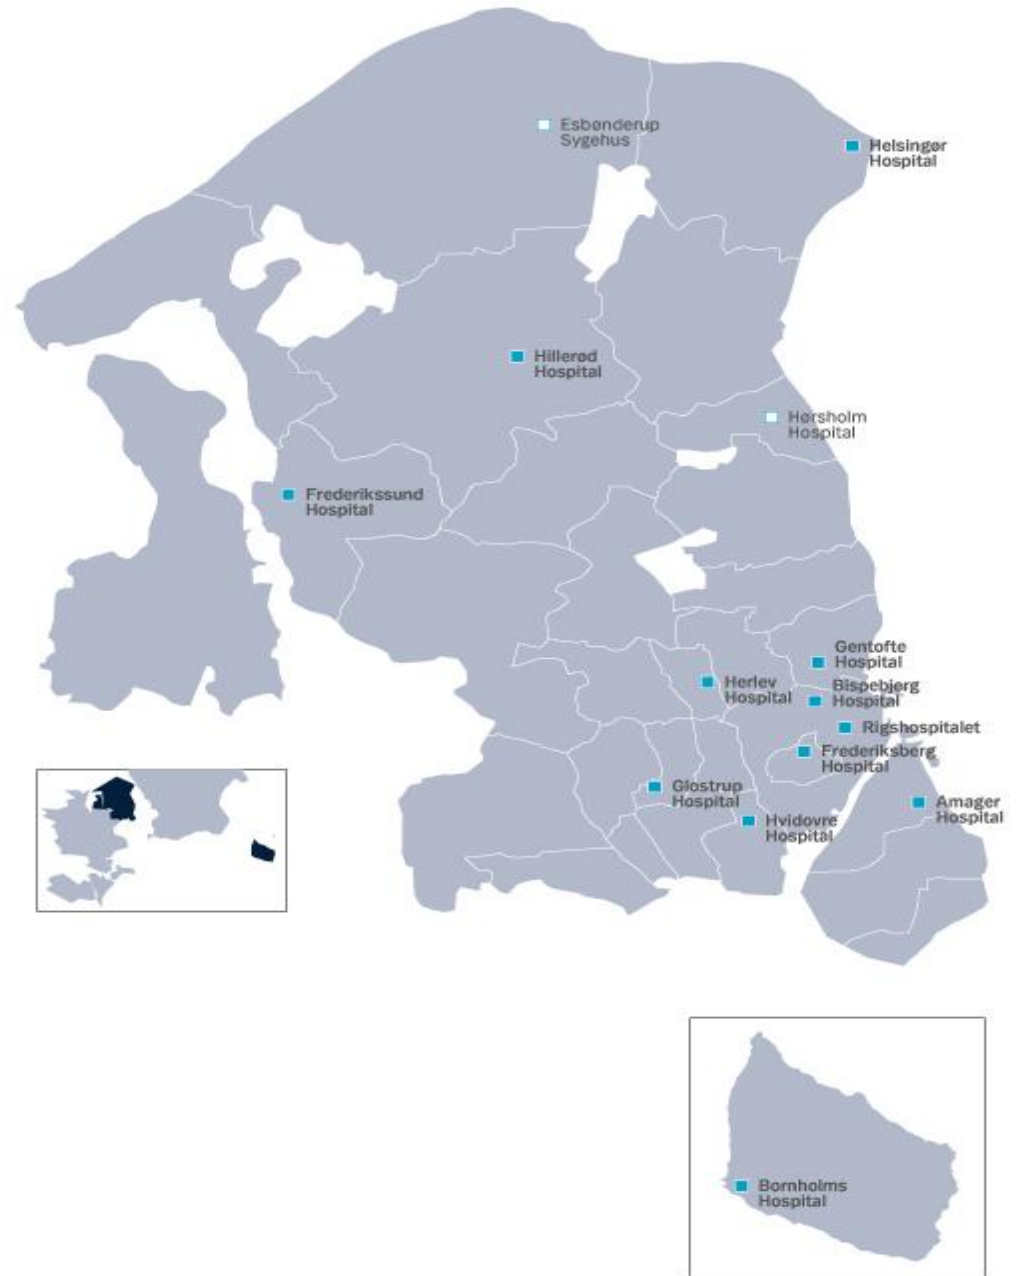 Esbønderup
Sygehus
Helsingør
Hospital
Hillerød
Hospital
Hørsholm
Hospital
Frederikssund
Hospital
Gentofte
Hospital
Herlev
Hospital
Bispebjerg
Hospital
Rigshospitalet
Frederiksberg
Hospital
Glostrup
Hospital
Amager
Hospital
Hvidovre
Hospital
Bornholms
Hospital